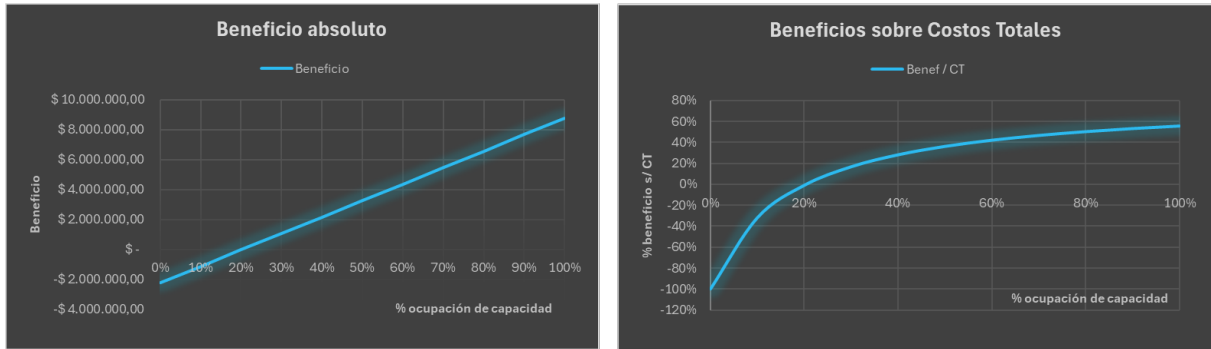 Beneficio absoluto
Beneficio
$ 10.000.000,00
$ 8.000.000,00
$ 6.000.000,00
$ 4.000.000,00
$ 2.000.000,00
$ -
-$ 2.000.000,00
-$ 4.000.000,00
Beneficio
0% 10% 20% 30% 40% 50% 60% 70% 80% 90% 100%
% ocupación de capacidad
Beneficios sobre Costos Totales
Benef / CT
80%
60%
40%
20%
0%
-20%
-40%
-60%
-80%
-100%
-120%
% beneficio s/ CT
0% 20% 40% 60% 80% 100%
% ocupación de capacidad